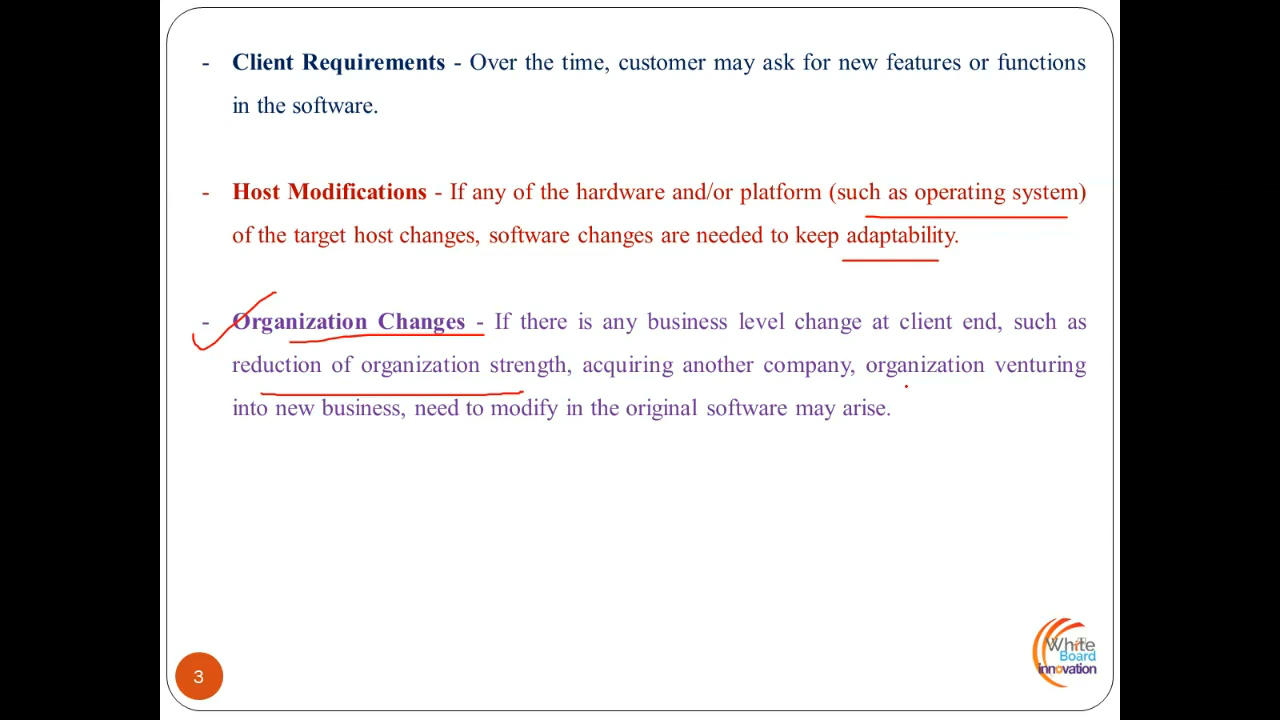 - Client Requirements - Over the time, customer may ask for new features or functions
in the software.
- Host Modifications - If any of the hardware and/or platform (such as operating system)
of the target host changes, software changes are needed to keep adaptability.
- Organization Changes - If there is any business level change at client end, such as
reduction of organization strength, acquiring another company, organization venturing
into new business, need to modify in the original software may arise.
White
Board
innovation
3